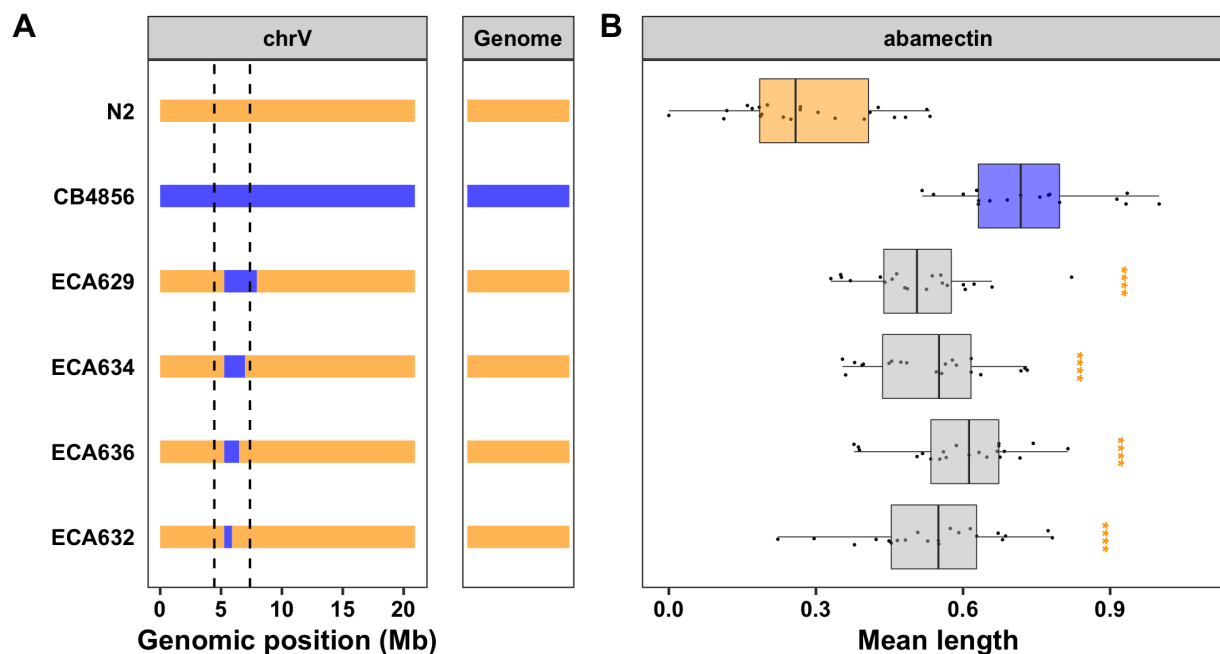 A
chrV
Genome
B
abamectin
N2
CB4856
ECA629
****
ECA634
****
ECA636
****
ECA632
****
0 5 10 15 20
0.0 0.3 0.6 0.9
Genomic position (Mb)
Mean length